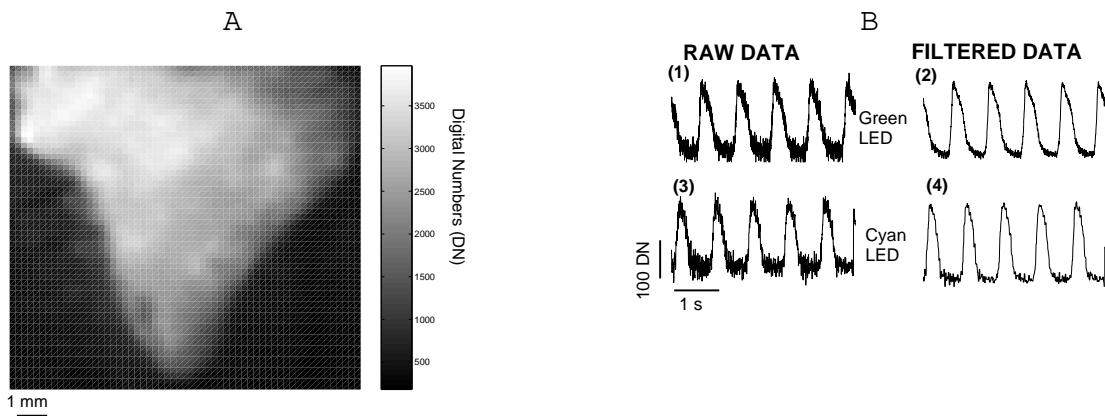 A
3500
3000
2500
2000
1500
1000
500
Digital Numbers (DN)
1 mm
B
RAW DATA
FILTERED DATA
(1)
(2)
Green
LED
(3)
(4)
Cyan
LED
100 DN
1 s